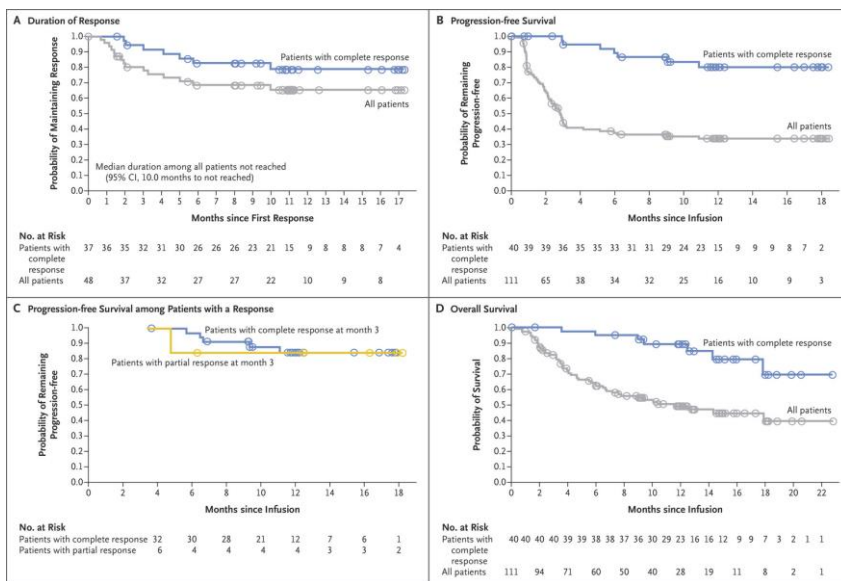 A Duration of Response
Probability of Maintaining Response
1.0
0.9
0.8
0.7
0.6
0.5
0.4
0.3
0.2
0.1
0.0
Patients with complete response
All patients
Median duration among all patients not reached
(95% CI, 10.0 months to not reached)
0 1 2 3 4 5 6 7 8 9 10 11 12 13 14 15 16 17
Months since First Response
No. at Risk
Patients with complete response 37 36 35 32 31 30 26 26 26 23 21 15 9 8 8 8 7 4
All patients 48 37 32 27 27 22 10 9 8
B Progression-free Survival
Probability of Remaining Progression-free
1.0
0.9
0.8
0.7
0.6
0.5
0.4
0.3
0.2
0.1
0.0
Patients with complete response
All patients
0 2 4 6 8 10 12 14 16 18
Months since Infusion
No. at Risk
Patients with complete response 40 39 39 36 35 35 33 31 31 29 24 23 15 9 9 9 8 7 2
All patients 111 65 38 34 32 25 16 10 9 3
C Progression-free Survival among Patients with a Response
Probability of Remaining Progression-free
1.0
0.9
0.8
0.7
0.6
0.5
0.4
0.3
0.2
0.1
0.0
Patients with complete response at month 3
Patients with partial response at month 3
0 2 4 6 8 10 12 14 16 18
Months since Infusion
No. at Risk
Patients with complete response 32 30 28 21 12 7 6 1
Patients with partial response 6 4 4 4 4 3 3 2
D Overall Survival
Probability of Survival
1.0
0.9
0.8
0.7
0.6
0.5
0.4
0.3
0.2
0.1
0.0
Patients with complete response
All patients
0 2 4 6 8 10 12 14 16 18 20 22
Months since Infusion
No. at Risk
Patients with complete response 40 40 40 40 39 39 38 38 37 36 30 29 23 16 16 12 9 9 7 3 2 1 1
All patients 111 94 71 60 50 40 28 19 11 8 2 1